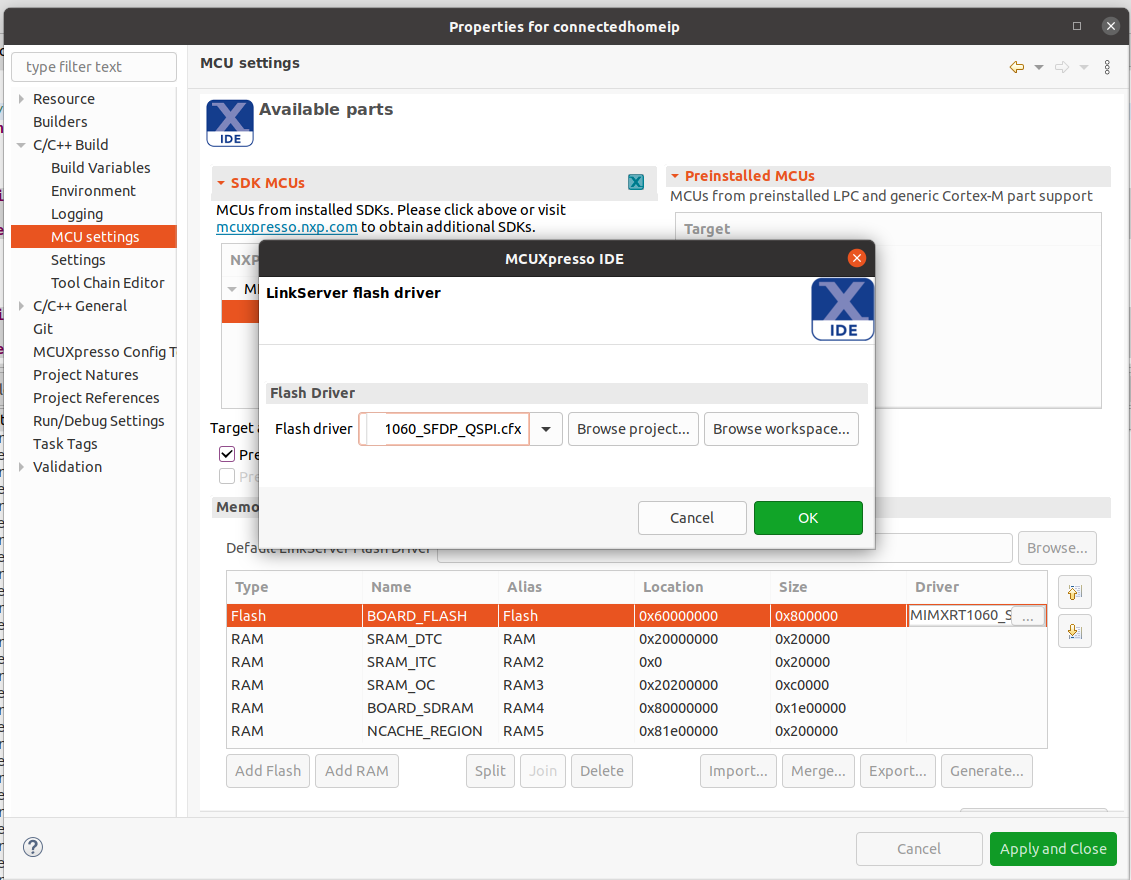 Properties for connectedhomeip
type filter text
Resource
Builders
C/C++ Build
Build Variables
Environment
Logging
MCU settings
Settings
Tool Chain Editor
C/C++ General
Git
MCUXpresso Config T
Project Natures
Project References
Run/Debug Settings
Task Tags
Validation
MCU settings
IDE
Available parts
SDK MCUs
MCUs from installed SDKs. Please click above or visit
mcuxpresso.nxp.com to obtain additional SDKs.
NXP
Preinstalled MCUs
MCUs from preinstalled LPC and generic Cortex-M part support
Target
MCUXpresso IDE
LinkServer flash driver
IDE
Flash Driver
Flash driver 1060_SFDP_QSPI.cfx Browse project... Browse workspace...
Cancel OK
Target a
Pre
Pre
Memo
Default LinkServer Flash Driver Browse...
Type Name Alias Location Size Driver
Flash BOARD_FLASH Flash 0x60000000 0x800000 MIMXRT1060_S ...
RAM SRAM_DTC RAM 0x20000000 0x20000
RAM SRAM_ITC RAM2 0x0 0x20000
RAM SRAM_OC RAM3 0x20200000 0xc0000
RAM BOARD_SDRAM RAM4 0x80000000 0x1e00000
RAM NCACHE_REGION RAM5 0x81e00000 0x200000
Add Flash Add RAM Split Join Delete Import... Merge... Export... Generate...
? Cancel Apply and Close